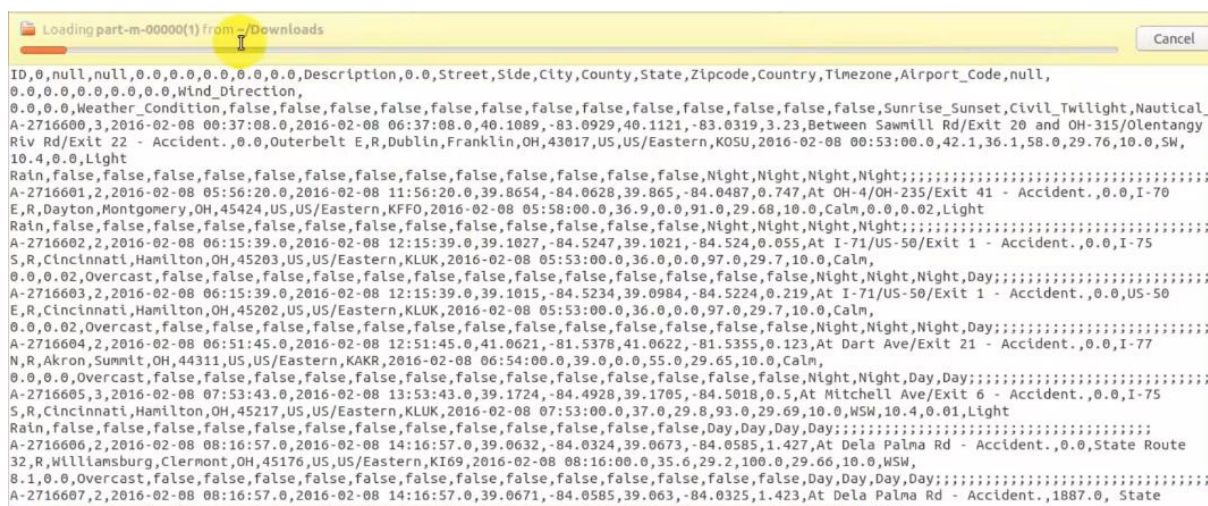 Loading part-m-00000(1) from ~/Downloads
Cancel
ID,0,null,null,0.0,0.0,0.0,0.0,0.0,Description,0.0,Street,Side,City,County,State,Zipcode,Country,Timezone,Airport_Code,null,
0.0,0.0,0.0,0.0,0.0,Wind_Direction,
0.0,0.0,Weather_Condition,false,false,false,false,false,false,false,false,false,false,false,false,false,Sunrise_Sunset,Civil_Twilight,Nautical_
A-2716600,3,2016-02-08 00:37:08.0,2016-02-08 06:37:08.0,40.1089,-83.0929,40.1121,-83.0319,3.23,Between Sawmill Rd/Exit 20 and OH-315/Olentangy
Riv Rd/Exit 22 - Accident.,0.0,Outerbelt E,R,Dublin,Franklin,OH,43017,US,US/Eastern,KOSU,2016-02-08 00:53:00.0,42.1,36.1,58.0,29.76,10.0,SW,
10.4,0.0,Light
Rain,false,false,false,false,false,false,false,false,false,false,false,false,false,Night,Night,Night,Night;;;;;;;;;;;;;;;;;;;;;;;;;;;;;;;;;;;
A-2716601,2,2016-02-08 05:56:20.0,2016-02-08 11:56:20.0,39.8654,-84.0628,39.865,-84.0487,0.747,At OH-4/OH-235/Exit 41 - Accident.,0.0,I-70
E,R,Dayton,Montgomery,OH,45424,US,US/Eastern,KFFO,2016-02-08 05:58:00.0,36.9,0.0,91.0,29.68,10.0,Calm,0.0,0.02,Light
Rain,false,false,false,false,false,false,false,false,false,false,false,false,false,Night,Night,Night,Night;;;;;;;;;;;;;;;;;;;;;;;;;;;;;;;;;;;
A-2716602,2,2016-02-08 06:15:39.0,2016-02-08 12:15:39.0,39.1027,-84.5247,39.1021,-84.524,0.055,At I-71/US-50/Exit 1 - Accident.,0.0,I-75
S,R,Cincinnati,Hamilton,OH,45203,US,US/Eastern,KLUK,2016-02-08 05:53:00.0,36.0,0.0,97.0,29.7,10.0,Calm,
0.0,0.02,Overcast,false,false,false,false,false,false,false,false,false,false,false,false,false,Night,Night,Night,Day;;;;;;;;;;;;;;;;;;;;;;;;;;
A-2716603,2,2016-02-08 06:15:39.0,2016-02-08 12:15:39.0,39.1015,-84.5234,39.0984,-84.5224,0.219,At I-71/US-50/Exit 1 - Accident.,0.0,US-50
E,R,Cincinnati,Hamilton,OH,45202,US,US/Eastern,KLUK,2016-02-08 05:53:00.0,36.0,0.0,97.0,29.7,10.0,Calm,
0.0,0.02,Overcast,false,false,false,false,false,false,false,false,false,false,false,false,false,Night,Night,Night,Day;;;;;;;;;;;;;;;;;;;;;;;;;;
A-2716604,2,2016-02-08 06:51:45.0,2016-02-08 12:51:45.0,41.0621,-81.5378,41.0622,-81.5355,0.123,At Dart Ave/Exit 21 - Accident.,0.0,I-77
N,R,Akron,Summit,OH,44311,US,US/Eastern,KAKR,2016-02-08 06:54:00.0,39.0,0.0,55.0,29.65,10.0,Calm,
0.0,0.0,Overcast,false,false,false,false,false,false,false,false,false,false,false,false,false,Night,Night,Day,Day;;;;;;;;;;;;;;;;;;;;;;;;;;;;;
A-2716605,3,2016-02-08 07:53:43.0,2016-02-08 13:53:43.0,39.1724,-84.4928,39.1705,-84.5018,0.5,At Mitchell Ave/Exit 6 - Accident.,0.0,I-75
S,R,Cincinnati,Hamilton,OH,45217,US,US/Eastern,KLUK,2016-02-08 07:53:00.0,37.0,29.8,93.0,29.69,10.0,WSW,10.4,0.01,Light
Rain,false,false,false,false,false,false,false,false,false,false,false,false,false,Day,Day,Day,Day;;;;;;;;;;;;;;;;;;;;;;;;;;;;;;;;;;;
A-2716606,2,2016-02-08 08:16:57.0,2016-02-08 14:16:57.0,39.0632,-84.0324,39.0673,-84.0585,1.427,At Dela Palma Rd - Accident.,0.0,State Route
32,R,Williamsburg,Clermont,OH,45176,US,US/Eastern,KI69,2016-02-08 08:16:00.0,35.6,29.2,100.0,29.66,10.0,WSW,
8.1,0.0,Overcast,false,false,false,false,false,false,false,false,false,false,false,false,false,Day,Day,Day,Day;;;;;;;;;;;;;;;;;;;;;;;;;;;;;;;;
A-2716607,2,2016-02-08 08:16:57.0,2016-02-08 14:16:57.0,39.0671,-84.0585,39.063,-84.0325,1.423,At Dela Palma Rd - Accident.,1887.0, State